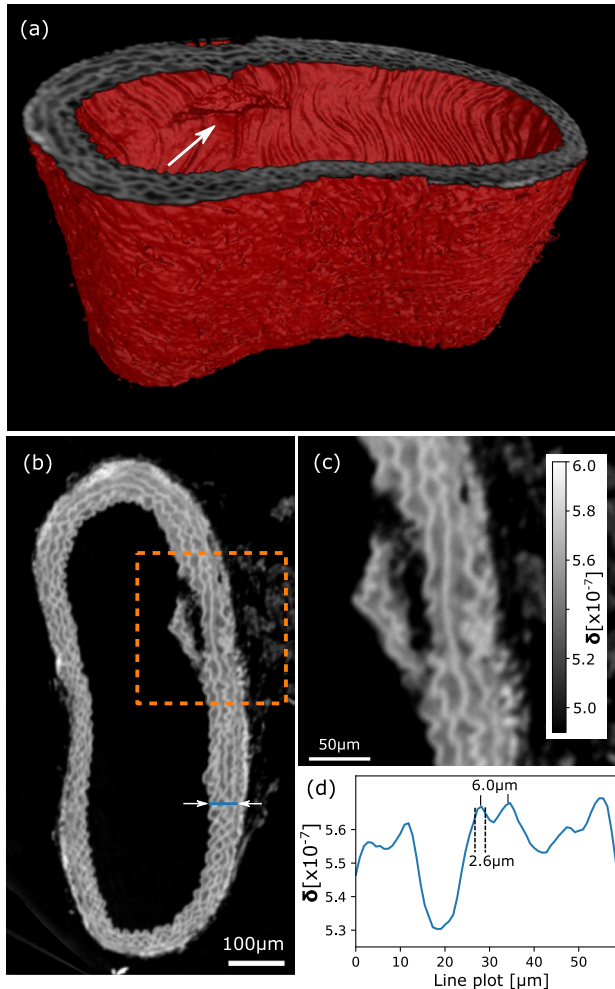 (a)
(b)
100µm
(c)
6.0
5.8
5.6
5.4
5.2
5.0
δ[x10⁻⁷]
50µm
(d)
6.0µm
2.6µm
5.6
5.5
5.4
5.3
δ[x10⁻⁷]
0 10 20 30 40 50
Line plot [µm]